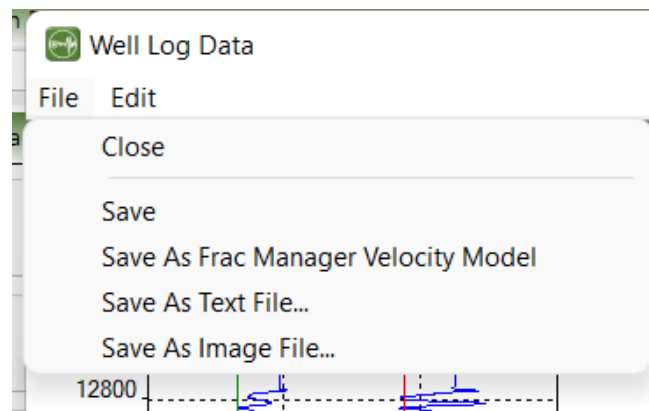 Well Log Data
File Edit
Close
Save
Save As Frac Manager Velocity Model
Save As Text File...
Save As Image File...
12800